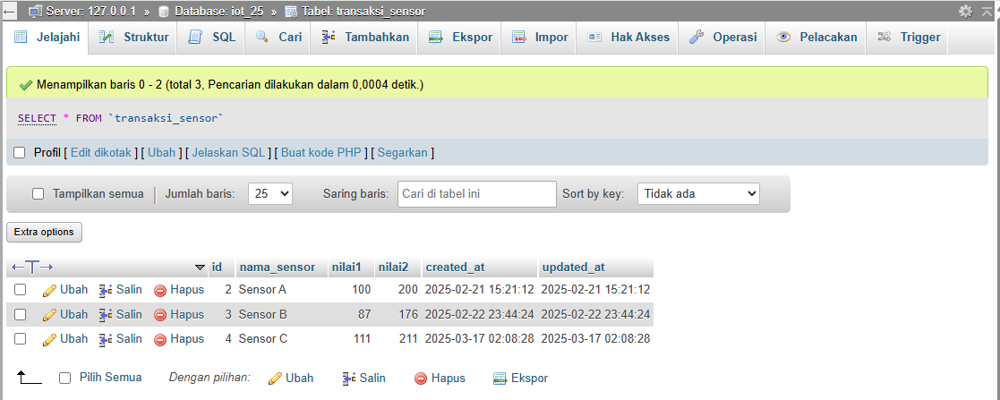 Server: 127.0.0.1 » Database: iot_25 » Tabel: transaksi_sensor
Jelajahi Struktur SQL Cari Tambahkan Ekspor Impor Hak Akses Operasi Pelacakan Trigger
Menampilkan baris 0 - 2 (total 3, Pencarian dilakukan dalam 0,0004 detik.)
SELECT * FROM `transaksi_sensor`
Profil [ Edit dikotak ] [ Ubah ] [ Jelaskan SQL ] [ Buat kode PHP ] [ Segarkan ]
Tampilkan semua Jumlah baris: 25 Saring baris: Cari di tabel ini Sort by key: Tidak ada
Extra options
←T→ id nama_sensor nilai1 nilai2 created_at updated_at
Ubah Salin Hapus 2 Sensor A 100 200 2025-02-21 15:21:12 2025-02-21 15:21:12
Ubah Salin Hapus 3 Sensor B 87 176 2025-02-22 23:44:24 2025-02-22 23:44:24
Ubah Salin Hapus 4 Sensor C 111 211 2025-03-17 02:08:28 2025-03-17 02:08:28
Pilih Semua Dengan pilihan: Ubah Salin Hapus Ekspor